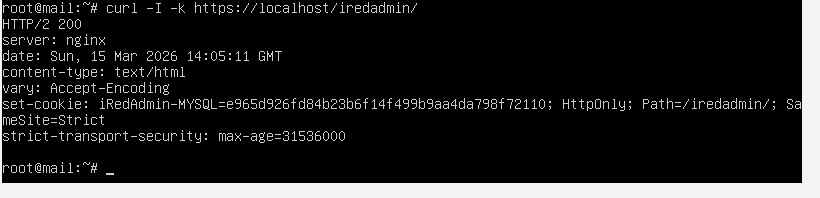 root@mail:~# curl -I -k https://localhost/iredadmin/
HTTP/2 200
server: nginx
date: Sun, 15 Mar 2026 14:05:11 GMT
content-type: text/html
vary: Accept-Encoding
set-cookie: iRedAdmin-MYSQL=e965d926fd84b23b6f14f499b9aa4da798f72110; HttpOnly; Path=/iredadmin/; Sa
meSite=Strict
strict-transport-security: max-age=31536000
root@mail:~# _